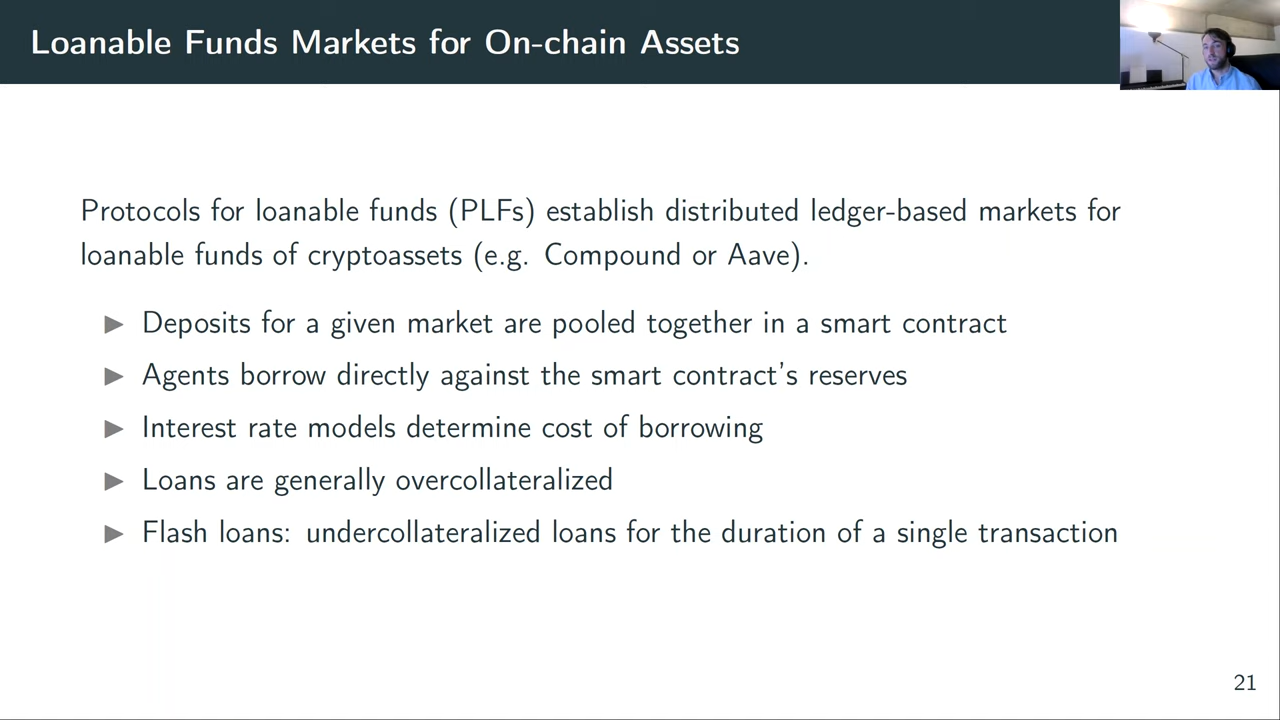 Loanable Funds Markets for On-chain Assets
Protocols for loanable funds (PLFs) establish distributed ledger-based markets for
loanable funds of cryptoassets (e.g. Compound or Aave).
▶ Deposits for a given market are pooled together in a smart contract
▶ Agents borrow directly against the smart contract's reserves
▶ Interest rate models determine cost of borrowing
▶ Loans are generally overcollateralized
▶ Flash loans: undercollateralized loans for the duration of a single transaction
21